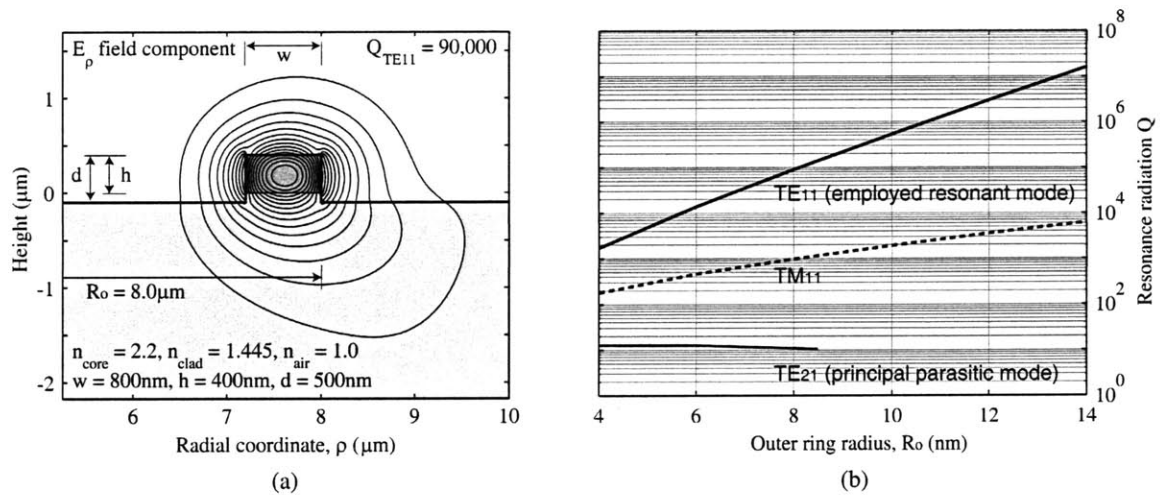 E_ρ field component
w
Q_TE11 = 90,000
1
d
h
0
-1
-2
Height (μm)
R₀ = 8.0μm
n_core = 2.2, n_clad = 1.445, n_air = 1.0
w = 800nm, h = 400nm, d = 500nm
6
7
8
9
10
Radial coordinate, ρ (μm)
(a)
10^8
10^6
10^4
10^2
10^0
Resonance radiation Q
TE11 (employed resonant mode)
TM11
TE21 (principal parasitic mode)
4
6
8
10
12
14
Outer ring radius, R₀ (nm)
(b)